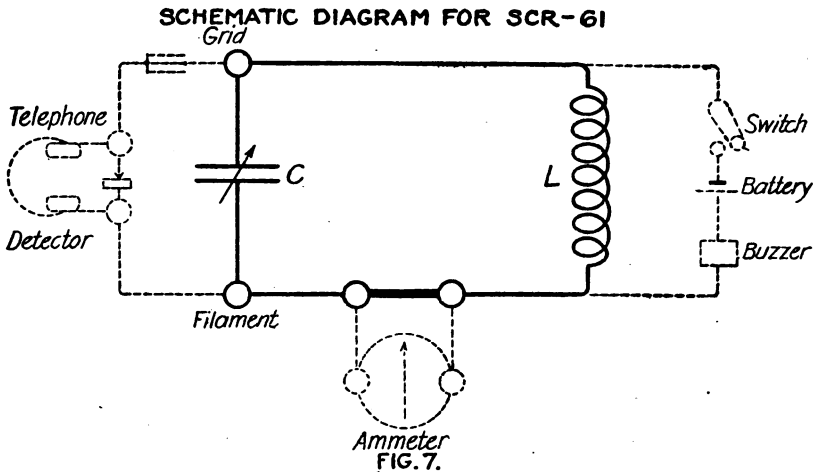 SCHEMATIC DIAGRAM FOR SCR-61
Grid
Telephone
Switch
C
L
Battery
Detector
Buzzer
Filament
Ammeter
FIG. 7.